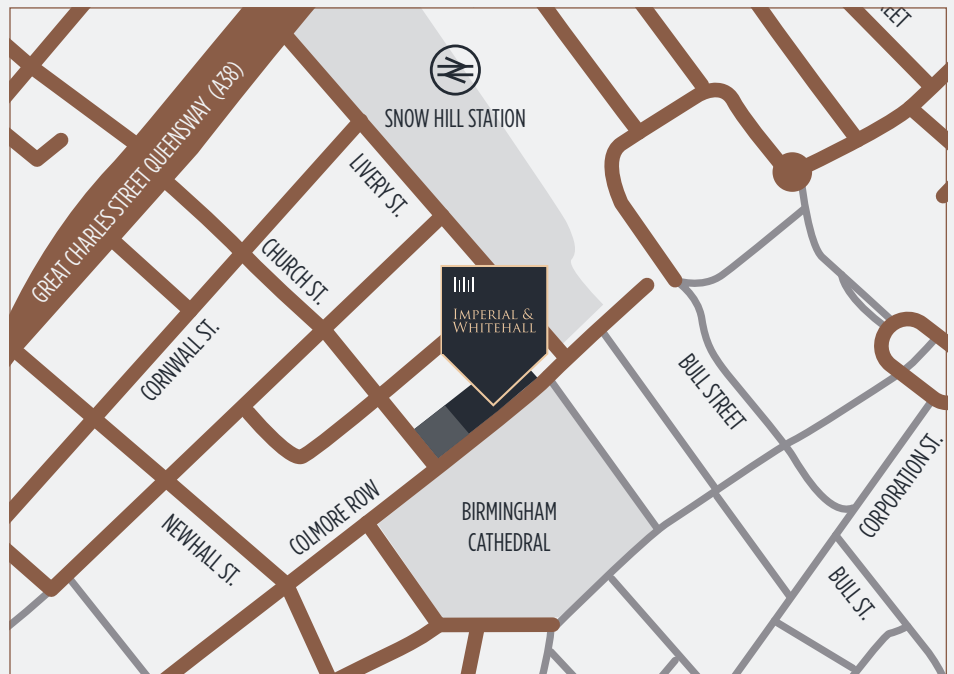 SNOW HILL STATION
GREAT CHARLES STREET QUEENSWAY (A38)
LIVERY ST.
CHURCH ST.
IMPERIAL &
WHITEHALL
CORNWALL ST.
BULL STREET
COLMORE ROW
BIRMINGHAM
CATHEDRAL
NEWHALL ST.
CORPORATION ST.
BULL ST.